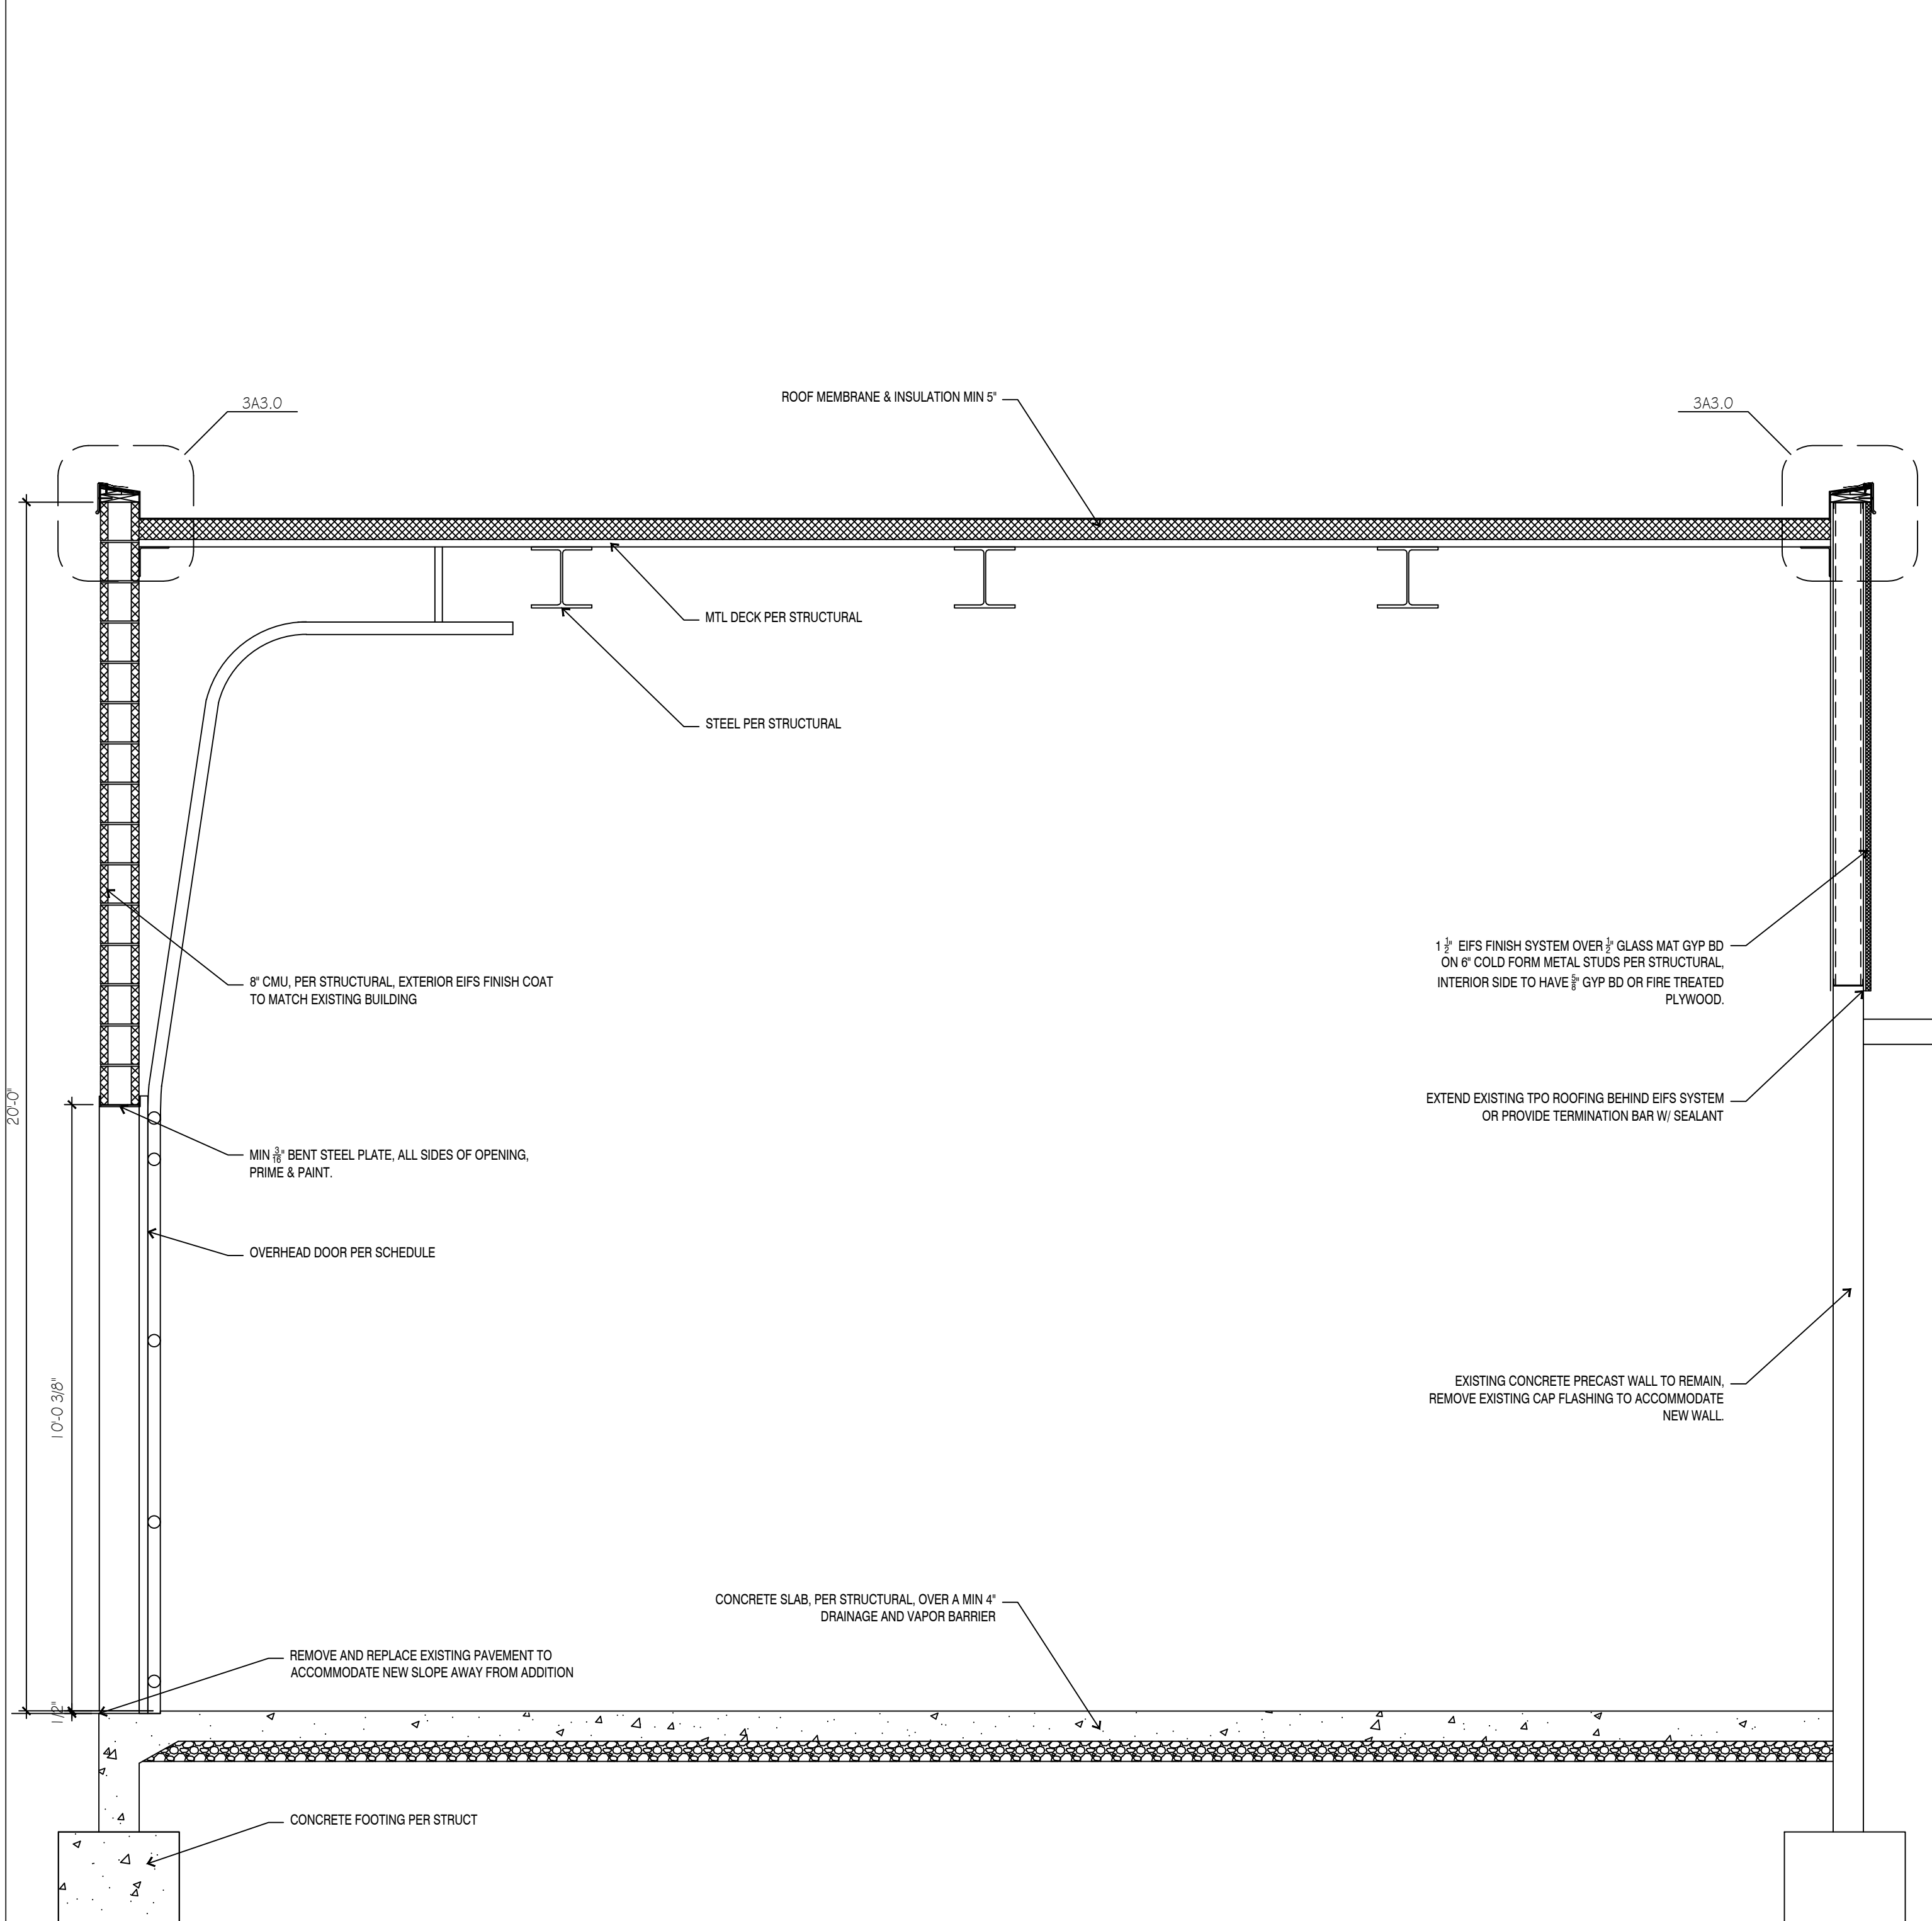 3A3.0
ROOF MEMBRANE & INSULATION MIN 5"
3A3.0
MTL DECK PER STRUCTURAL
STEEL PER STRUCTURAL
8" CMU, PER STRUCTURAL, EXTERIOR EIFS FINISH COAT
TO MATCH EXISTING BUILDING
1 1/2" EIFS FINISH SYSTEM OVER 1/2" GLASS MAT GYP BD
ON 6" COLD FORM METAL STUDS PER STRUCTURAL,
INTERIOR SIDE TO HAVE 5/8" GYP BD OR FIRE TREATED
PLYWOOD.
20'-0"
EXTEND EXISTING TPO ROOFING BEHIND EIFS SYSTEM
OR PROVIDE TERMINATION BAR W/ SEALANT
MIN 3/16" BENT STEEL PLATE, ALL SIDES OF OPENING,
PRIME & PAINT.
OVERHEAD DOOR PER SCHEDULE
10'-0 3/8"
EXISTING CONCRETE PRECAST WALL TO REMAIN,
REMOVE EXISTING CAP FLASHING TO ACCOMMODATE
NEW WALL.
CONCRETE SLAB, PER STRUCTURAL, OVER A MIN 4"
DRAINAGE AND VAPOR BARRIER
REMOVE AND REPLACE EXISTING PAVEMENT TO
ACCOMMODATE NEW SLOPE AWAY FROM ADDITION
1/2"
CONCRETE FOOTING PER STRUCT